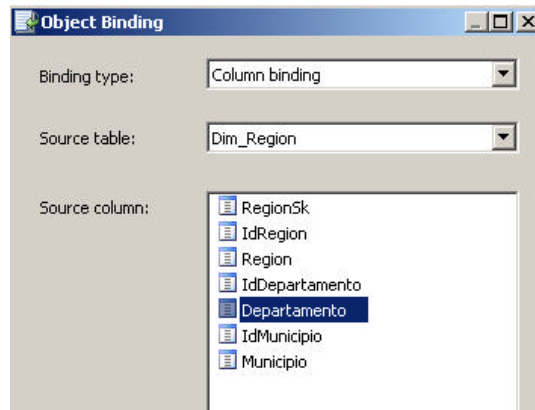 Object Binding
Binding type: Column binding
Source table: Dim_Region
Source column: RegionSk
IdRegion
Region
IdDepartamento
Departamento
IdMunicipio
Municipio